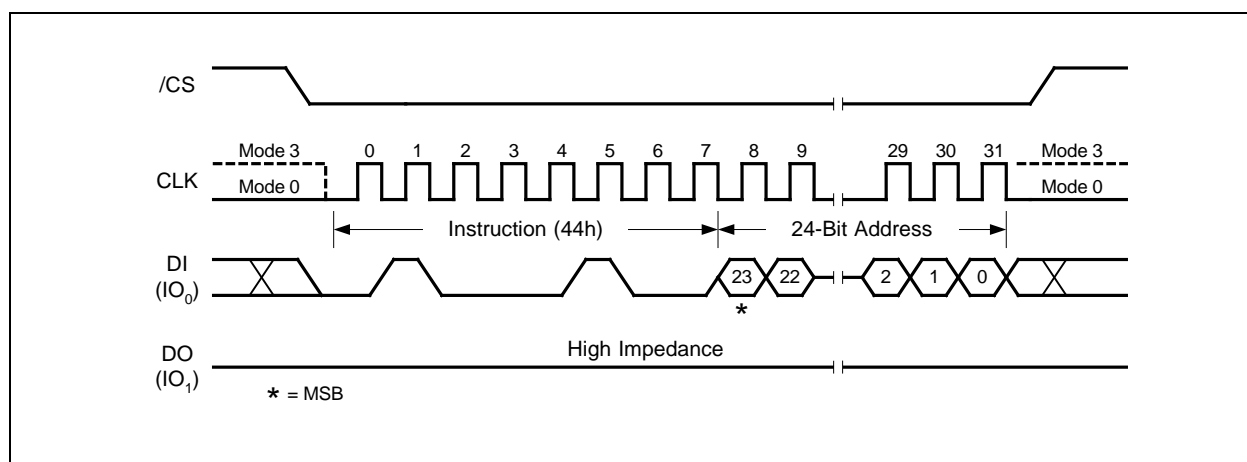 /CS
Mode 3 0 1 2 3 4 5 6 7 8 9 29 30 31 Mode 3
CLK Mode 0 Mode 0
Instruction (44h) 24-Bit Address
DI
(IO0) 23 22 2 1 0
*
DO High Impedance
(IO1)
* = MSB